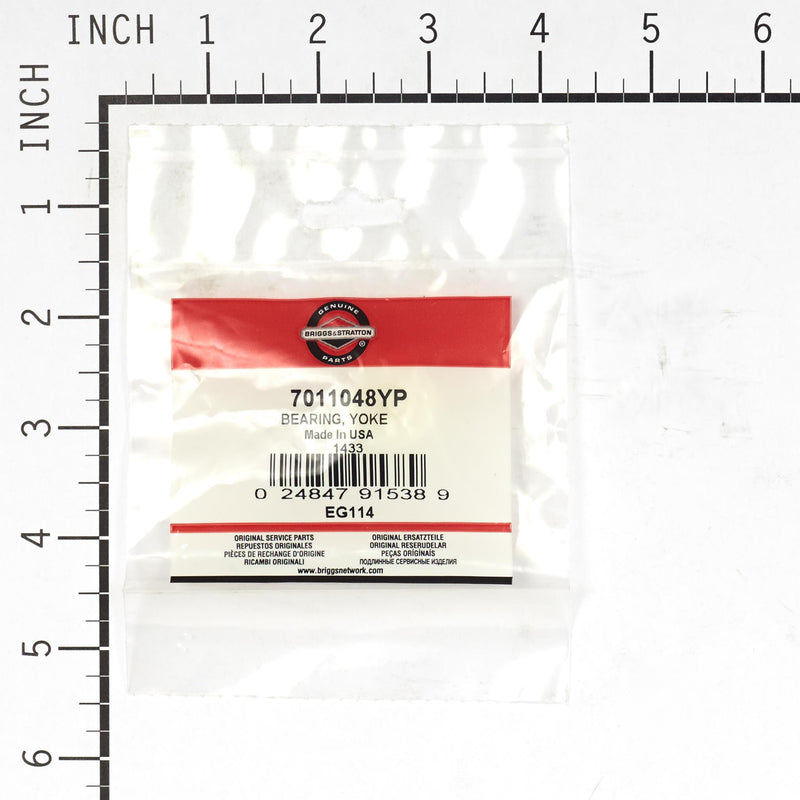 INCH 1 2 3 4 5 6
INCH 1 2 3 4 5 6
GENUINE
BRIGGS&STRATTON
®
PARTS
7011048YP
BEARING, YOKE
Made In USA
1433
0 24847 91538 9
EG114
ORIGINAL SERVICE PARTS ORIGINAL ERSATZTEILE
REPUESTOS ORIGINALES ORIGINAL RESERUDELAR
PIÈCES DE RECHANGE D'ORIGINE PEÇAS ORIGINAIS
RICAMBI ORIGINALI ПОДЛИННЫЕ СЕРВИСНЫЕ ИЗДЕЛИЯ
www.briggsnetwork.com